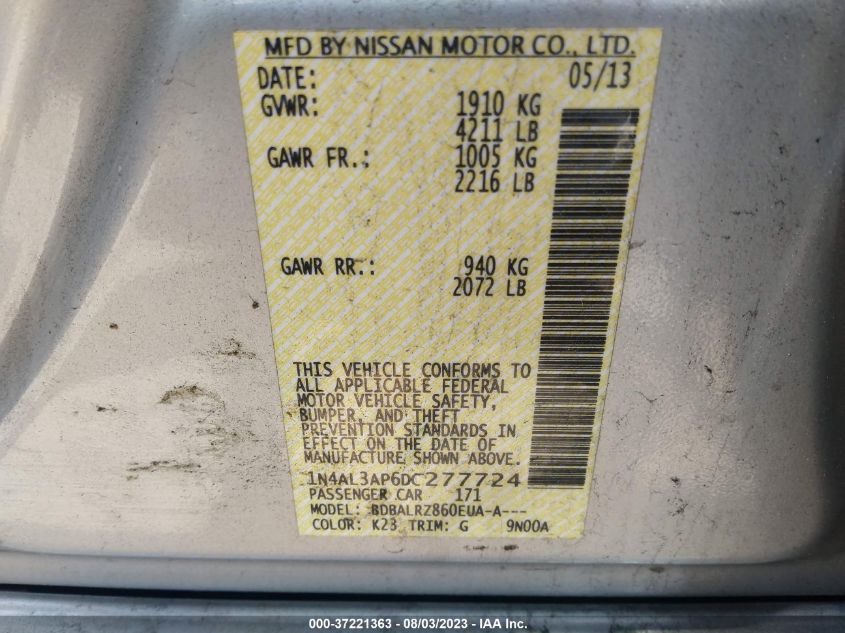 MFD BY NISSAN MOTOR CO., LTD.
DATE: 05/13
GVWR: 1910 KG
4211 LB
GAWR FR.: 1005 KG
2216 LB
GAWR RR.: 940 KG
2072 LB
THIS VEHICLE CONFORMS TO
ALL APPLICABLE FEDERAL
MOTOR VEHICLE SAFETY,
BUMPER, AND THEFT
PREVENTION STANDARDS IN
EFFECT ON THE DATE OF
MANUFACTURE SHOWN ABOVE.
1N4AL3AP6DC277724
PASSENGER CAR 171
MODEL: BDBALRZ860EUA-A---
COLOR: K23 TRIM: G 9N00A
000-37221363 - 08/03/2023 - IAA Inc.